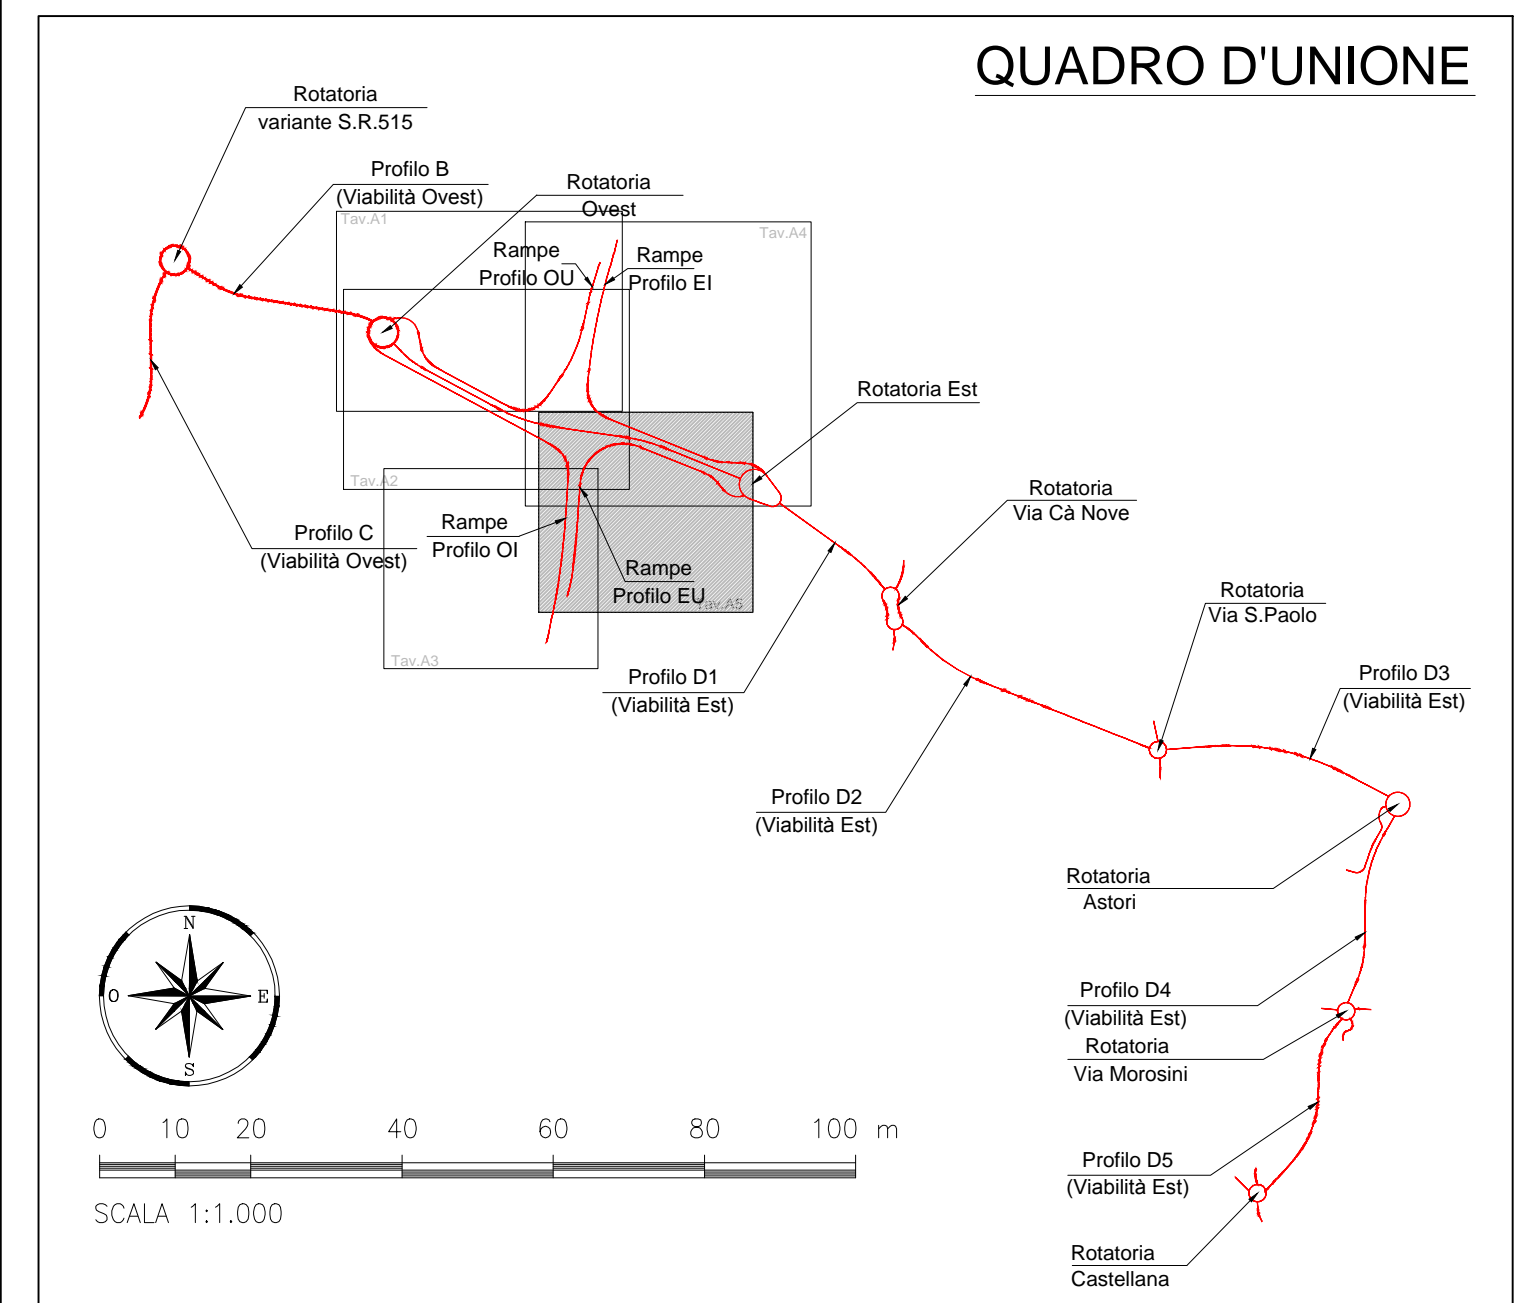 QUADRO D'UNIONE
Rotatoria
variante S.R.515
Profilo B
(Viabilità Ovest)
Rotatoria
Ovest
Tav.A1
Tav.A4
Rampe
Profilo OU
Rampe
Profilo EI
Rotatoria Est
Tav.A2
Rotatoria
Via Cà Nove
Profilo C
(Viabilità Ovest)
Rampe
Profilo OI
Rampe
Profilo EU
Tav.A5
Rotatoria
Via S.Paolo
Tav.A3
Profilo D1
(Viabilità Est)
Profilo D3
(Viabilità Est)
Profilo D2
(Viabilità Est)
Rotatoria
Astori
N
O
E
S
Profilo D4
(Viabilità Est)
Rotatoria
Via Morosini
0 10 20 40 60 80 100 m
SCALA 1:1.000
Profilo D5
(Viabilità Est)
Rotatoria
Castellana